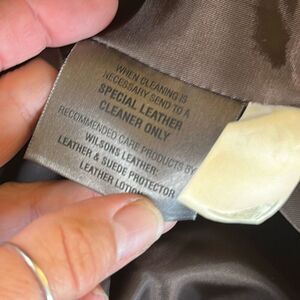 WHEN CLEANING IS
NECESSARY SEND TO A
SPECIAL LEATHER
CLEANER ONLY
RECOMMENDED CARE PRODUCTS BY
WILSONS LEATHER:
LEATHER & SUEDE PROTECTOR
LEATHER LOTION